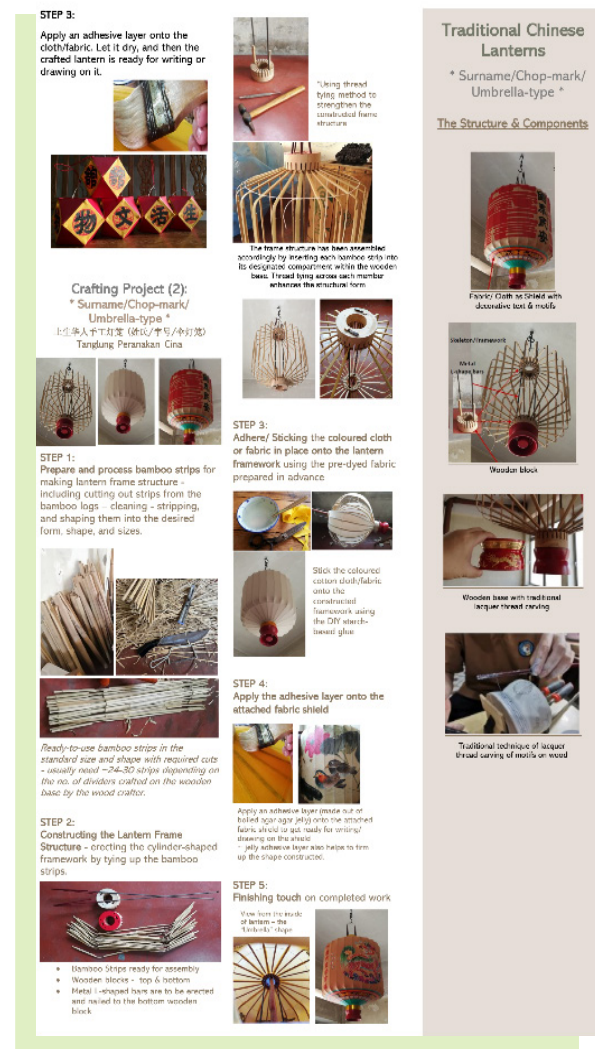 STEP 3:
Apply an adhesive layer onto the
cloth/fabric. Let it dry, and then the
crafted lantern is ready for writing or
drawing on it.
物文活生
Crafting Project (2):
* Surname/Chop-mark/
Umbrella-type *
Tanglung Peranakan Cina
STEP 1:
Prepare and process bamboo strips for
making lantern frame structure -
including cutting out strips from the
bamboo logs – cleaning - stripping,
and shaping them into the desired
form, shape, and sizes.
Ready-to-use bamboo strips in the
standard size and shape with required cuts
- usually need ~24-30 strips depending on
the no. of dividers crafted on the wooden
base by the wood crafter.
STEP 2:
Constructing the Lantern Frame
Structure - erecting the cylinder-shaped
framework by tying up the bamboo
strips.
• Bamboo Strips ready for assembly
• Wooden blocks - top & bottom
• Metal L-shaped bars are to be erected
and nailed to the bottom wooden
block
*Using thread
tying method to
strengthen the
constructed frame
structure
The frame structure has been assembled
accordingly by inserting each bamboo strip into
its designated compartment within the wooden
base. Thread tying across each member
enhances the structural form
STEP 3:
Adhere/ Sticking the coloured cloth
or fabric in place onto the lantern
framework using the pre-dyed fabric
prepared in advance
Stick the coloured
cotton cloth/fabric
onto the
constructed
framework using
the DIY starch-
based glue
STEP 4:
Apply the adhesive layer onto the
attached fabric shield
Apply an adhesive layer (made out of
boiled agar agar jelly) onto the attached
fabric shield to get ready for writing/
drawing on the shield
* jelly adhesive layer also helps to firm
up the shape constructed.
STEP 5:
Finishing touch on completed work
View from the inside
of lantern – the
"Umbrella" shape
Traditional Chinese
Lanterns
* Surname/Chop-mark/
Umbrella-type *
The Structure & Components
Fabric/ Cloth as Shield with
decorative text & motifs
Skeleton/Framework
Metal
L-shape bars
Wooden block
Wooden base with traditional
lacquer thread carving
Traditional technique of lacquer
thread carving of motifs on wood